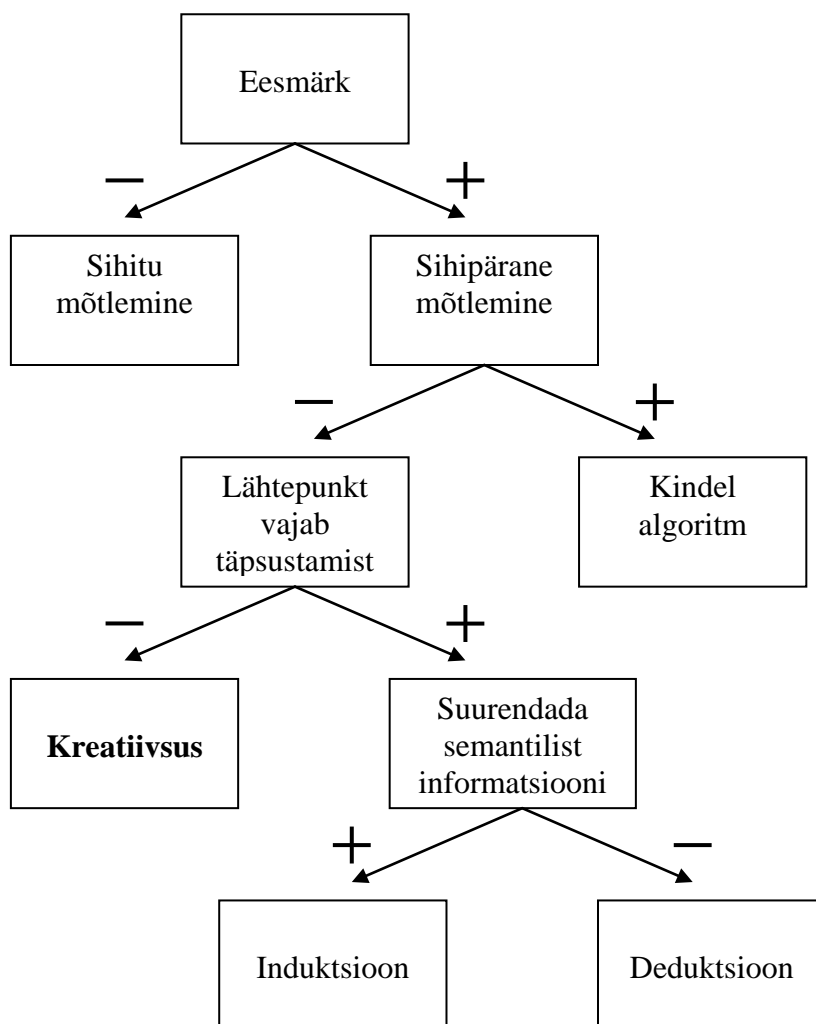 Eesmärk
−
+
Sihitu
mõtlemine
Sihipärane
mõtlemine
−
+
Lähtepunkt
vajab
täpsustamist
Kindel
algoritm
−
+
Kreatiivsus
Suurendada
semantilist
informatsiooni
+
−
Induktsioon
Deduktsioon